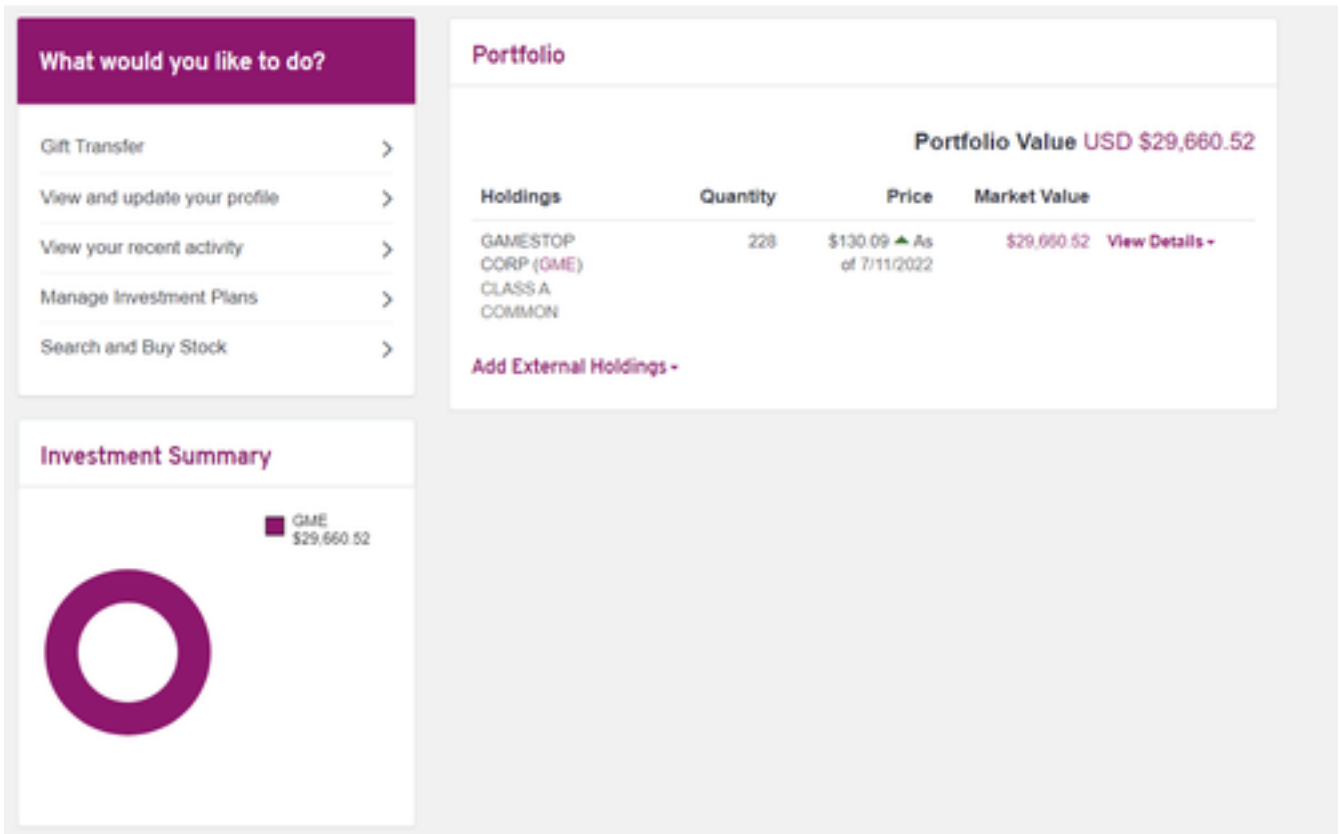 What would you like to do?
Gift Transfer
View and update your profile
View your recent activity
Manage Investment Plans
Search and Buy Stock
Portfolio
Portfolio Value USD $29,660.52
Holdings Quantity Price Market Value
GAMESTOP 228 $130.09 ▲ As $29,660.52 View Details
CORP (GME) of 7/11/2022
CLASS A
COMMON
Add External Holdings
Investment Summary
GME
$29,660.52